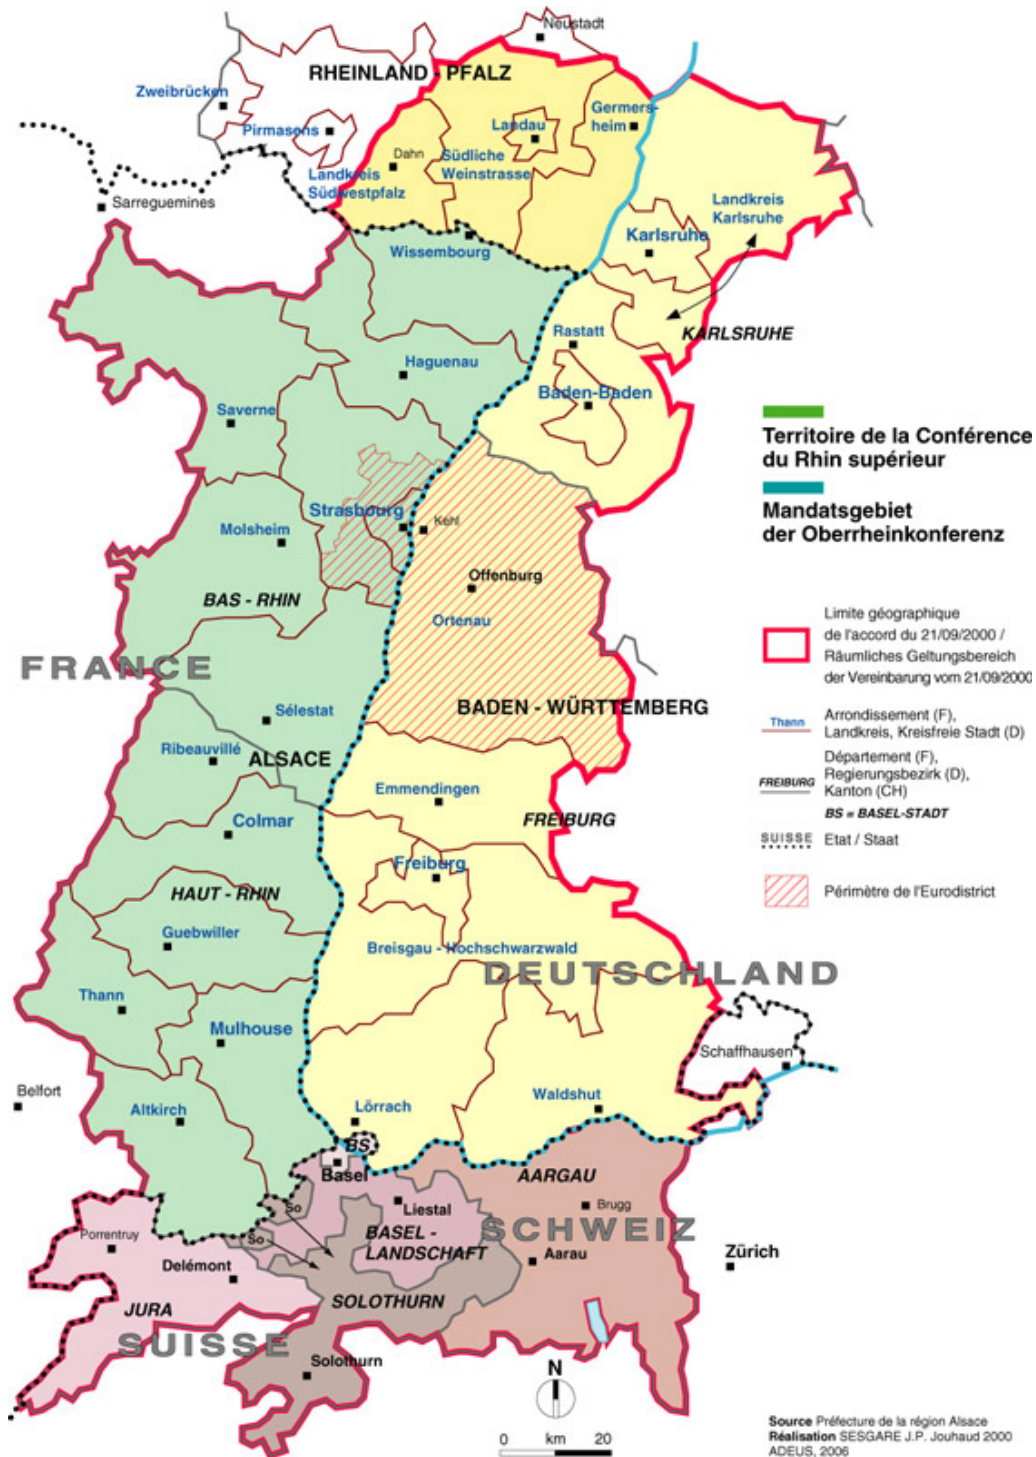 Neustadt
RHEINLAND - PFALZ
Zweibrücken
Germers-
heim
Pirmasens
Landau
Dahn
Südliche
Weinstrasse
Landkreis
Südwestpfalz
Sarreguemines
Landkreis
Karlsruhe
Karlsruhe
Wissembourg
KARLSRUHE
Rastatt
Haguenau
Baden-Baden
Saverne
Territoire de la Conférence
du Rhin supérieur
Mandatsgebiet
der Oberrheinkonferenz
Strasbourg
Kehl
Molsheim
Offenburg
BAS - RHIN
Ortenau
Limite géographique
de l'accord du 21/09/2000 /
Räumliches Geltungsbereich
der Vereinbarung vom 21/09/2000
FRANCE
Sélestat
BADEN - WÜRTTEMBERG
Thann
Arrondissement (F),
Landkreis, Kreisfreie Stadt (D)
Ribeauvillé
ALSACE
FREIBURG
Département (F),
Regierungsbezirk (D),
Kanton (CH)
BS = BASEL-STADT
Emmendingen
Colmar
FREIBURG
SUISSE
Etat / Staat
Freiburg
HAUT - RHIN
Périmètre de l'Eurodistrict
Guebwiller
Breisgau - Hochschwarzwald
DEUTSCHLAND
Thann
Mulhouse
Schaffhausen
Belfort
Altkirch
Lörrach
Waldshut
BS
Basel
AARGAU
So
Liestal
Brugg
Porrentruy
So
BASEL -
LANDSCHAFT
SCHWEIZ
Aarau
Zürich
Delémont
JURA
SOLOTHURN
SUISSE
Solothurn
N
0 km 20
Source Préfecture de la région Alsace
Réalisation SESGARE J.P. Jouhaud 2000
ADEUS, 2006